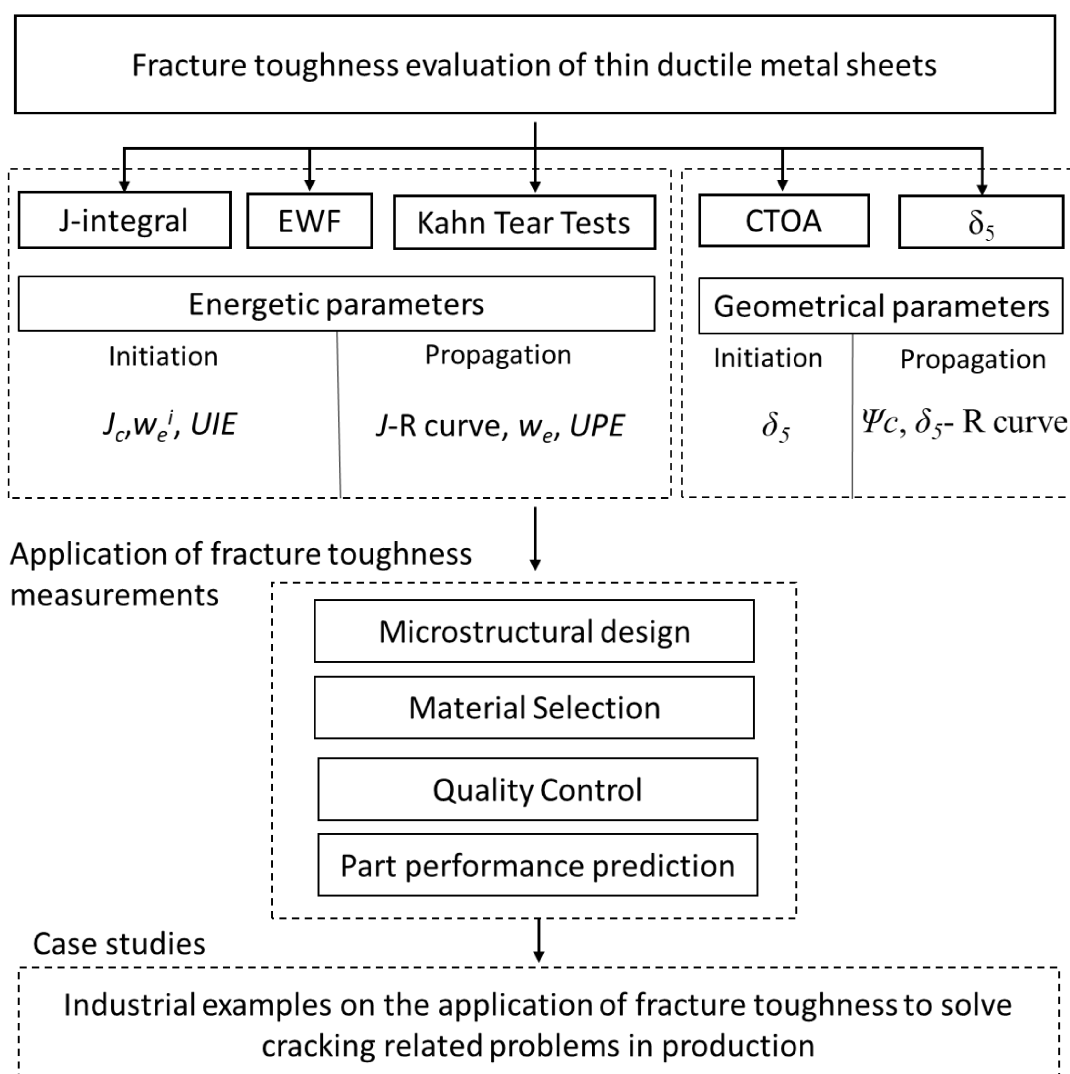 Fracture toughness evaluation of thin ductile metal sheets
J-integral
EWF
Kahn Tear Tests
CTOA
δ₅
Energetic parameters
Geometrical parameters
Initiation
Propagation
Initiation
Propagation
J꜀,wₑⁱ, UIE
J-R curve, wₑ, UPE
δ₅
Ψc, δ₅- R curve
Application of fracture toughness
measurements
Microstructural design
Material Selection
Quality Control
Part performance prediction
Case studies
Industrial examples on the application of fracture toughness to solve
cracking related problems in production